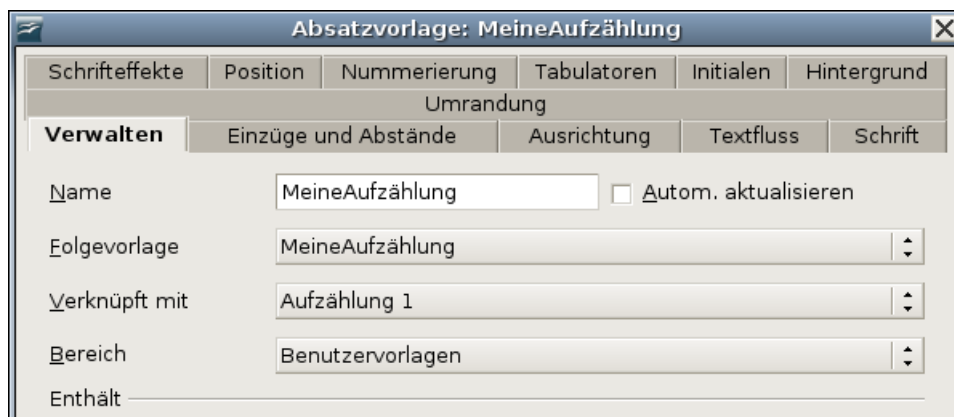 Absatzvorlage: MeineAufzählung
Schrifteffekte Position Nummerierung Tabulatoren Initialen Hintergrund
Umrandung
Verwalten Einzüge und Abstände Ausrichtung Textfluss Schrift
Name MeineAufzählung Autom. aktualisieren
Folgevorlage MeineAufzählung
Verknüpft mit Aufzählung 1
Bereich Benutzervorlagen
Enthält